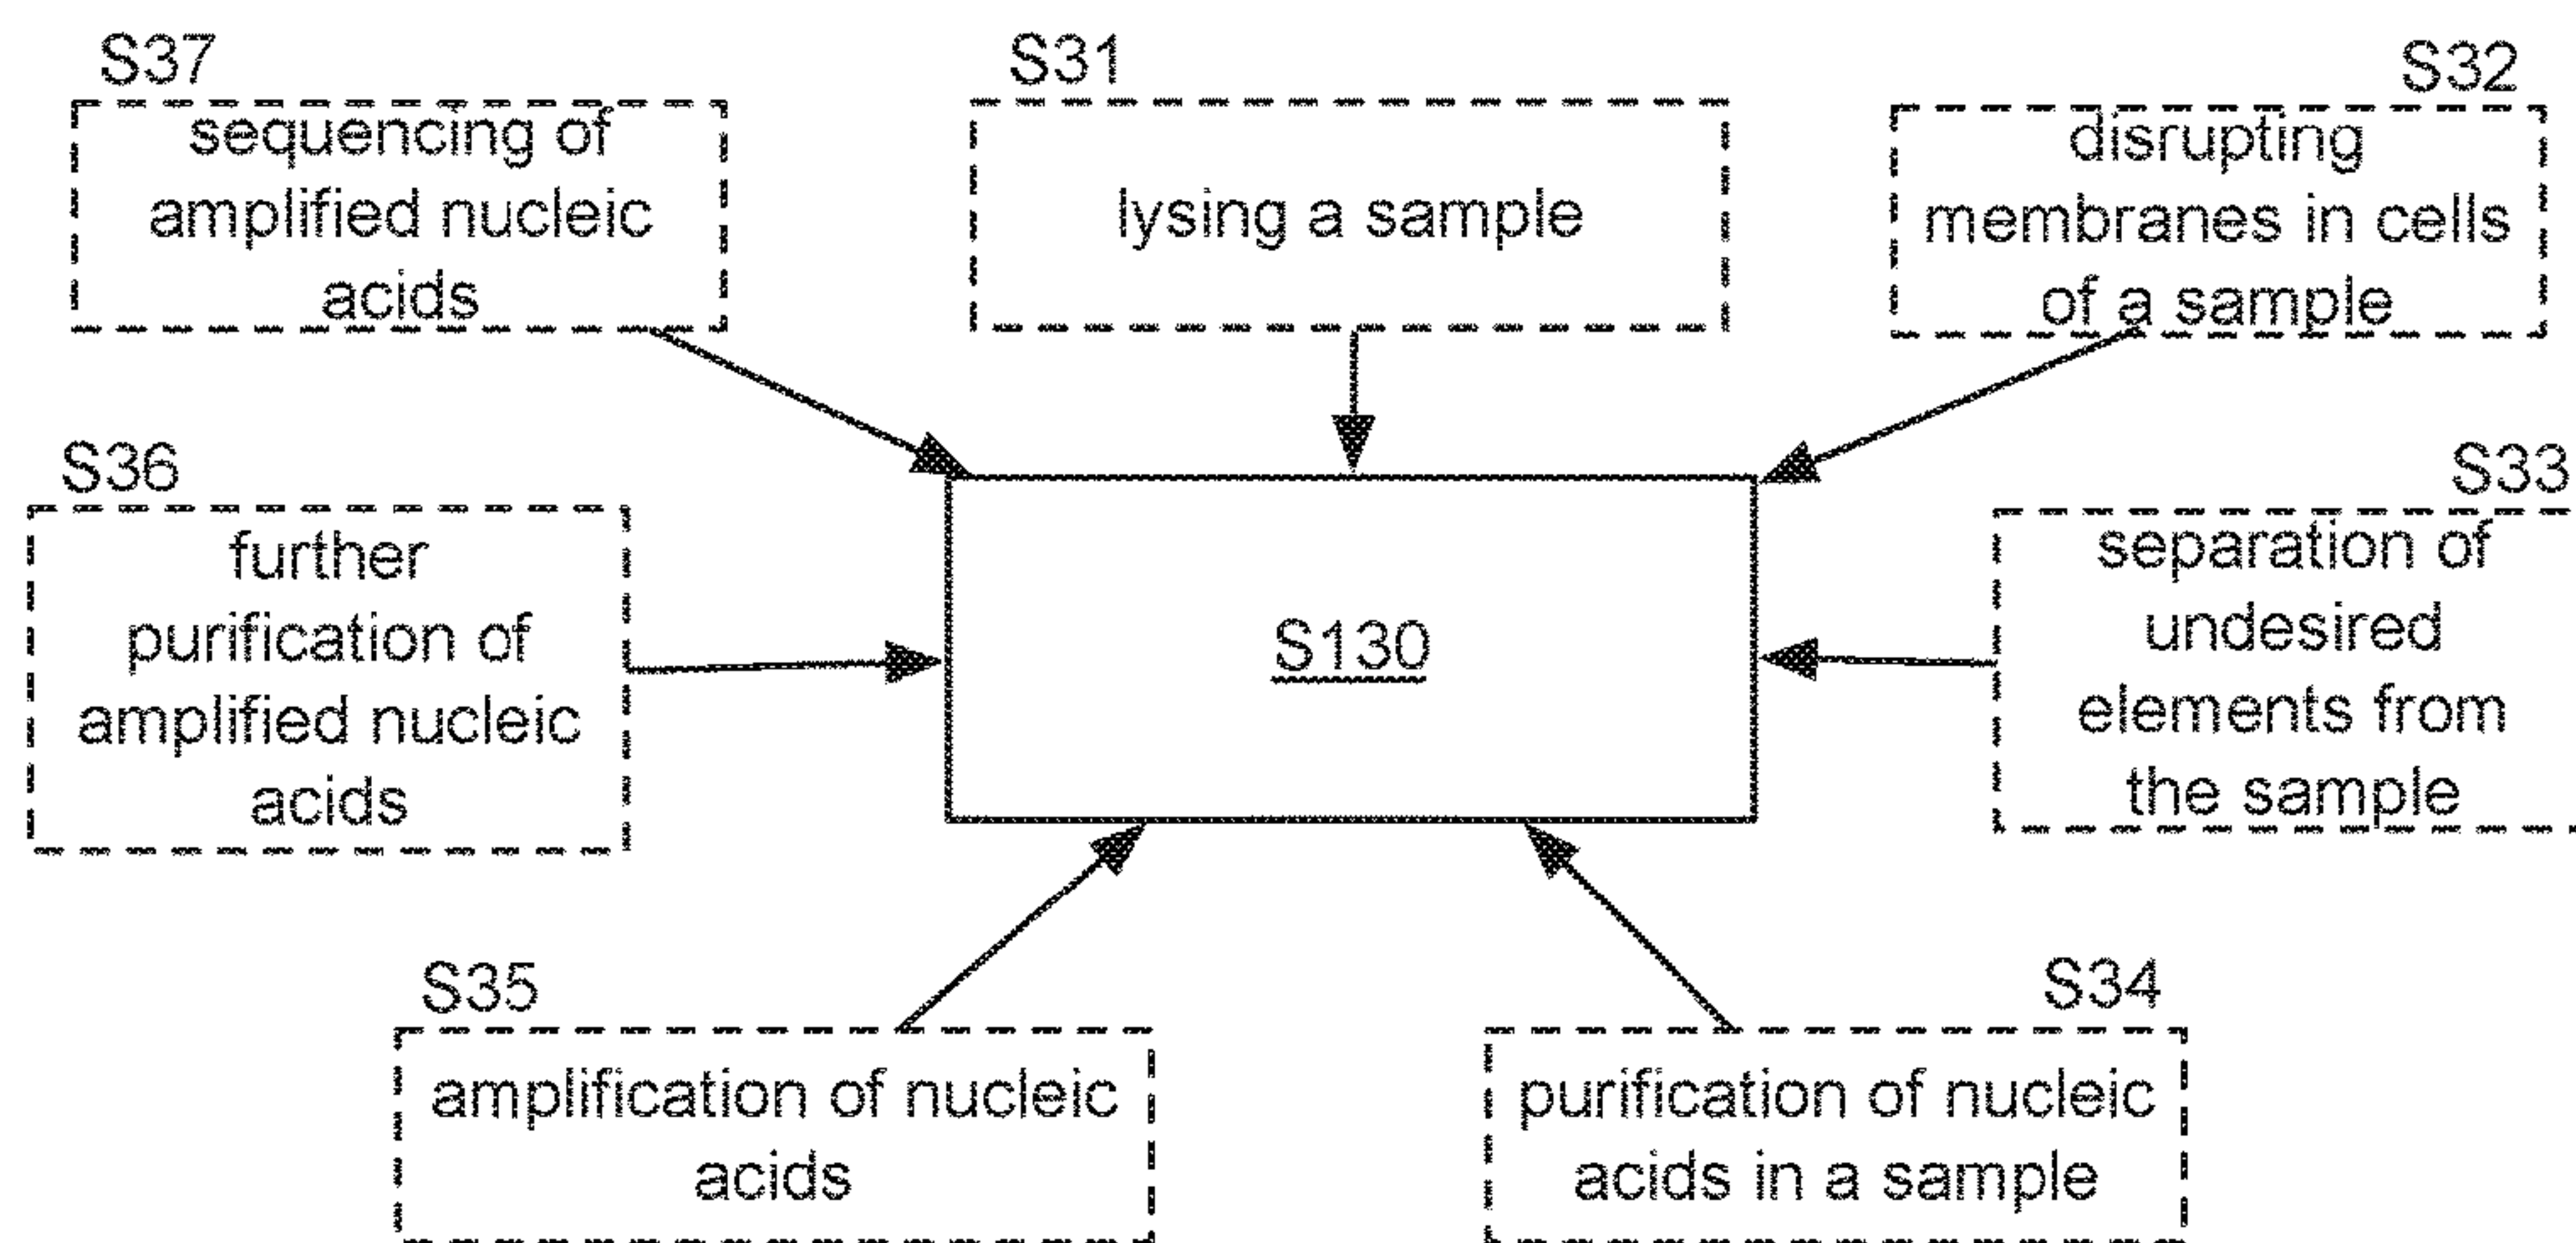 S37
sequencing of
amplified nucleic
acids
S31
lysing a sample
S32
disrupting
membranes in cells
of a sample
S36
further
purification of
amplified nucleic
acids
S130
S33
separation of
undesired
elements from
the sample
S35
amplification of nucleic
acids
S34
purification of nucleic
acids in a sample